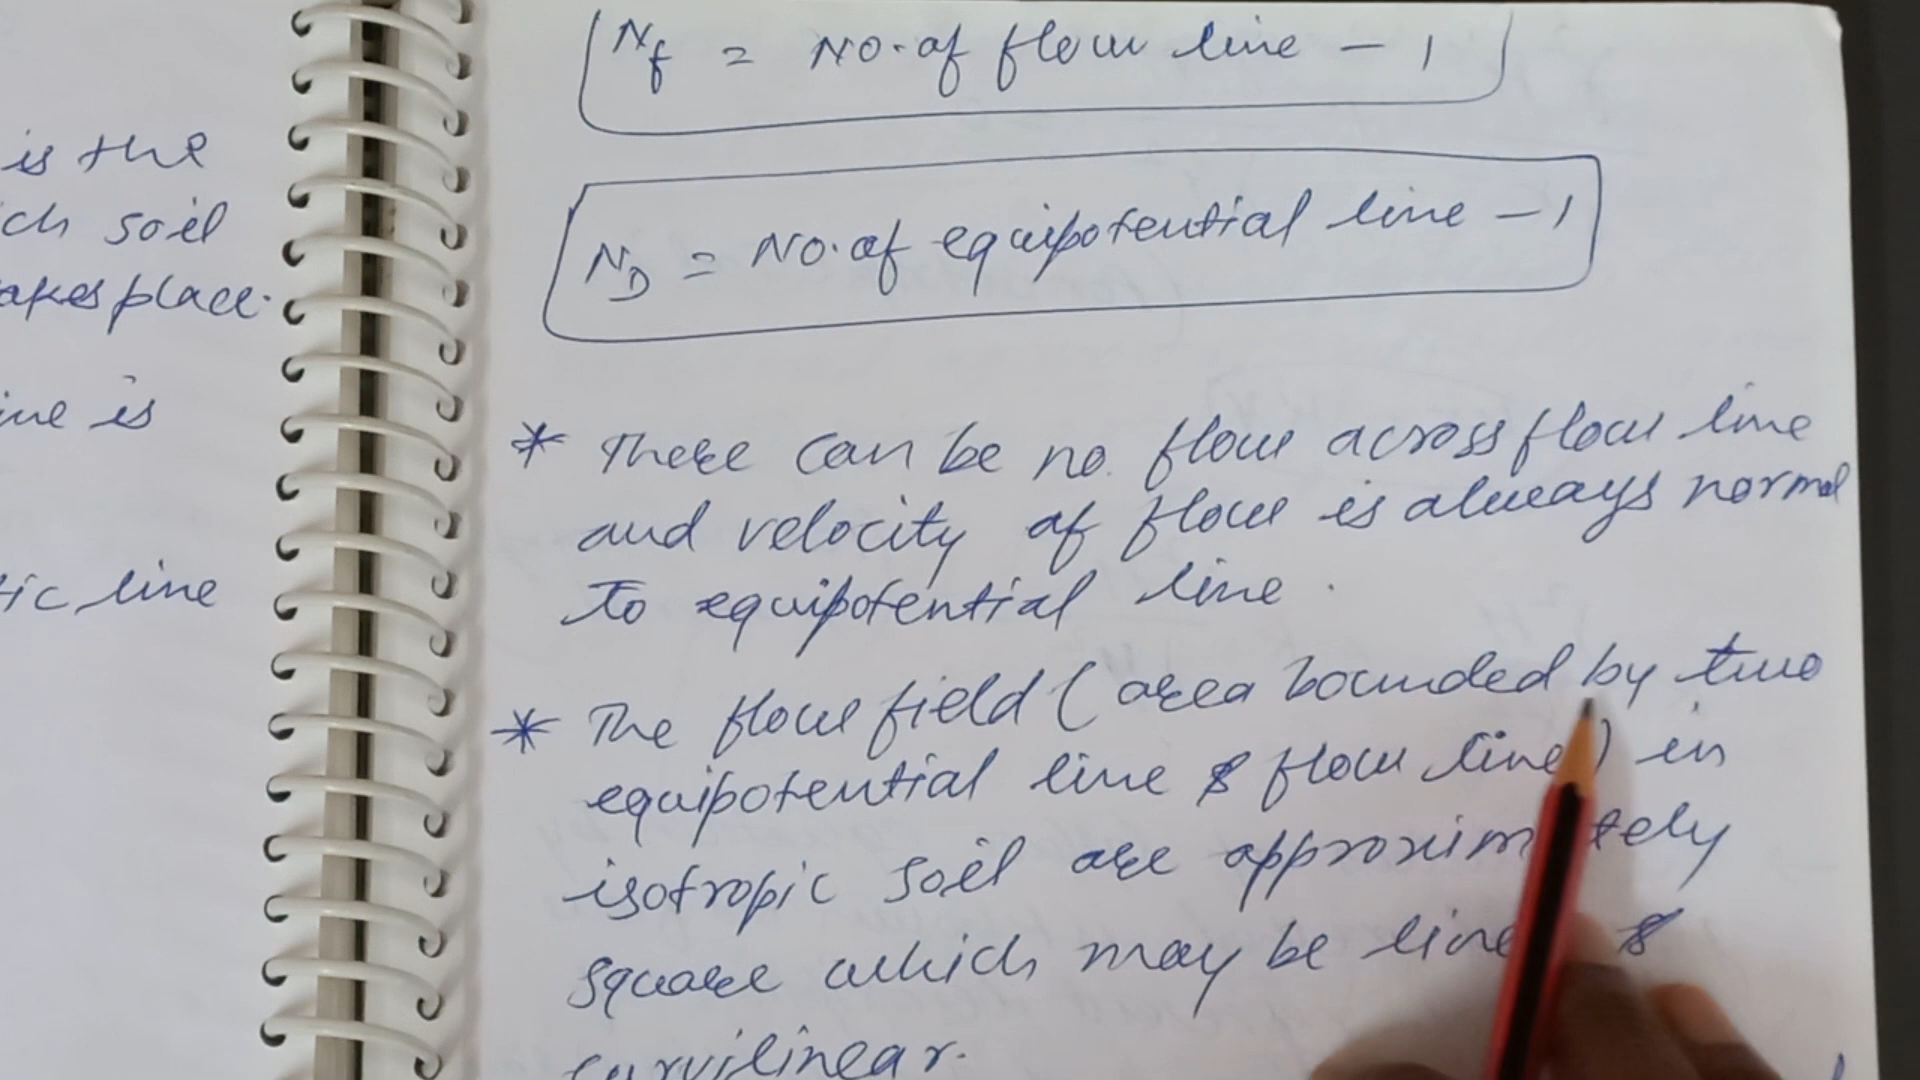 is the
ch soil
akes place.
ine is
tic line
Nf = No. of flow line - 1
ND = No. of equipotential line - 1
* There can be no flow across flow line
and velocity of flow is always normal
to equipotential line.
* The flow field (area bounded by two
equipotential line & flow line) in
isotropic soil are approximately
square which may be &
curvilinear.